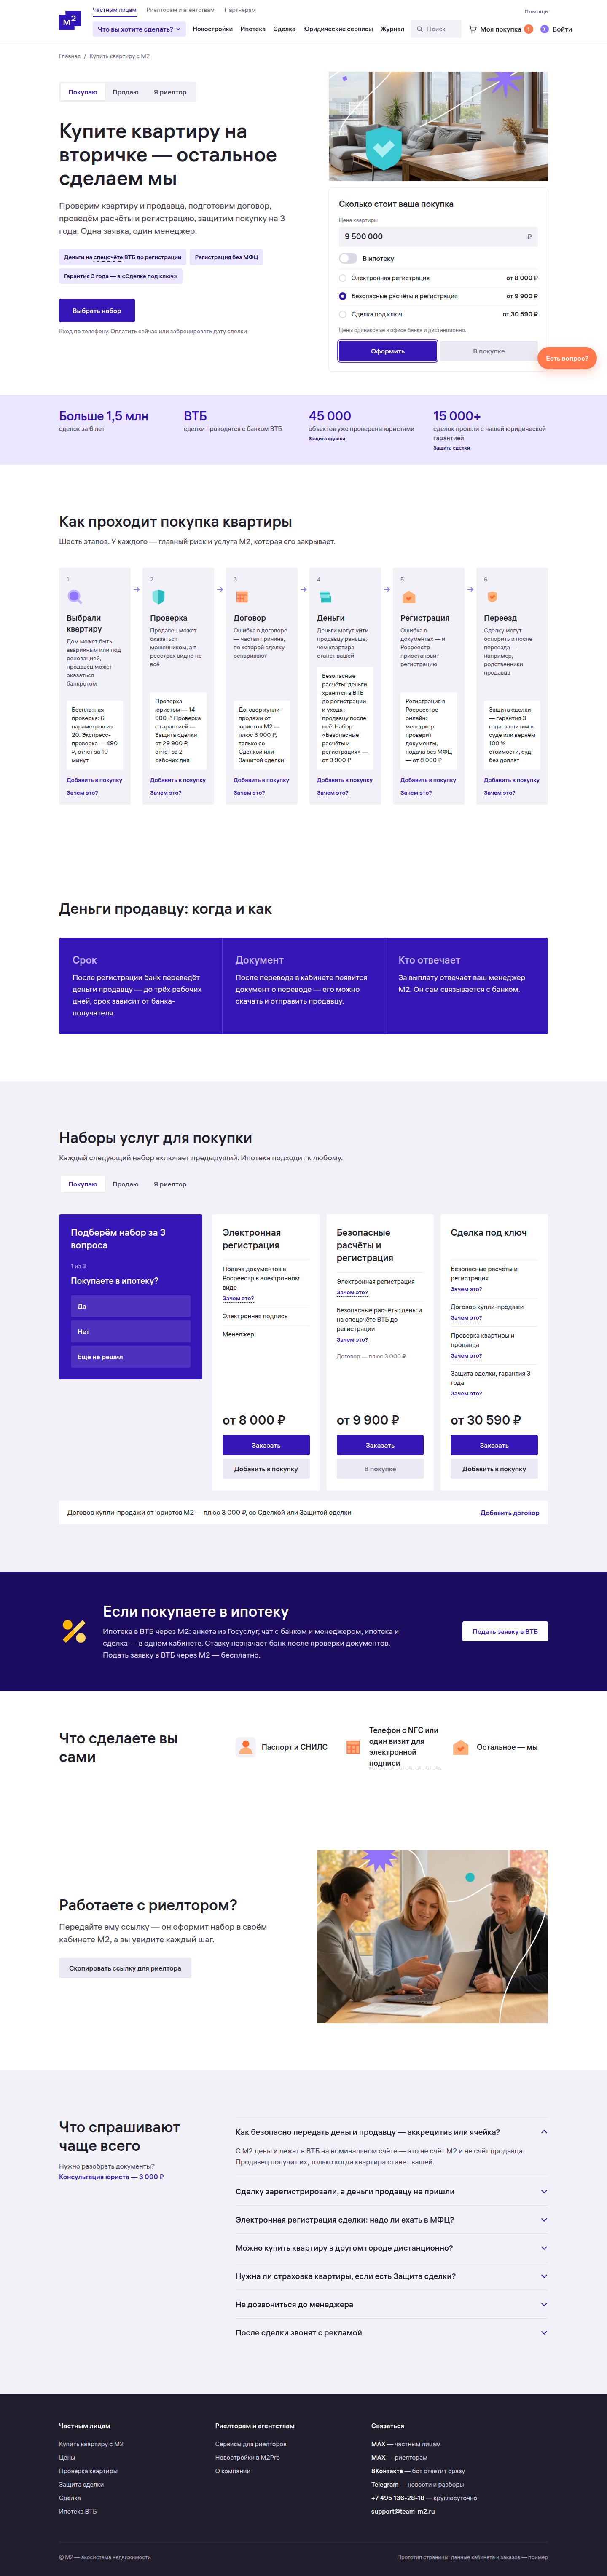 Частным лицам
Риелторам и агентствам
Партнёрам
Помощь
М2
Что вы хотите сделать?
Новостройки
Ипотека
Сделка
Юридические сервисы
Журнал
Поиск
Моя покупка
1
Войти
Главная / Купить квартиру с М2
Покупаю
Продаю
Я риелтор
Купите квартиру на
вторичке — остальное
сделаем мы
Проверим квартиру и продавца, подготовим договор,
проведём расчёты и регистрацию, защитим покупку на 3
года. Одна заявка, один менеджер.
Деньги на спецсчёте ВТБ до регистрации
Регистрация без МФЦ
Гарантия 3 года — в «Сделке под ключ»
Выбрать набор
Вход по телефону. Оплатить сейчас или забронировать дату сделки
Сколько стоит ваша покупка
Цена квартиры
9 500 000
₽
В ипотеку
Электронная регистрация
от 8 000 ₽
Безопасные расчёты и регистрация
от 9 900 ₽
Сделка под ключ
от 30 590 ₽
Цены одинаковые в офисе банка и дистанционно.
Оформить
В покупке
Есть вопрос?
Больше 1,5 млн
сделок за 6 лет
ВТБ
сделки проводятся с банком ВТБ
45 000
объектов уже проверены юристами
Защита сделки
15 000+
сделок прошли с нашей юридической
гарантией
Защита сделки
Как проходит покупка квартиры
Шесть этапов. У каждого — главный риск и услуга М2, которая его закрывает.
1
Выбрали
квартиру
Дом может быть
аварийным или под
реновацией,
продавец может
оказаться
банкротом
Бесплатная
проверка: 6
параметров из
20. Экспресс-
проверка — 490
₽, отчёт за 10
минут
Добавить в покупку
Зачем это?
2
Проверка
Продавец может
оказаться
мошенником, а в
реестрах видно не
всё
Проверка
юристом — 14
900 ₽. Проверка
с гарантией —
Защита сделки
от 29 900 ₽,
отчёт за 2
рабочих дня
Добавить в покупку
Зачем это?
3
Договор
Ошибка в договоре
— частая причина,
по которой сделку
оспаривают
Договор купли-
продажи от
юристов М2 —
плюс 3 000 ₽,
только со
Сделкой или
Защитой сделки
Добавить в покупку
Зачем это?
4
Деньги
Деньги могут уйти
продавцу раньше,
чем квартира
станет вашей
Безопасные
расчёты: деньги
хранятся в ВТБ
до регистрации
и уходят
продавцу после
неё. Набор
«Безопасные
расчёты и
регистрация» —
от 9 900 ₽
Добавить в покупку
Зачем это?
5
Регистрация
Ошибка в
документах — и
Росреестр
приостановит
регистрацию
Регистрация в
Росреестре
онлайн:
менеджер
проверит
документы,
подача без МФЦ
— от 8 000 ₽
Добавить в покупку
Зачем это?
6
Переезд
Сделку могут
оспорить и после
переезда —
например,
родственники
продавца
Защита сделки
— гарантия 3
года: защитим в
суде или вернём
100 %
стоимости, суд
без доплат
Добавить в покупку
Зачем это?
Деньги продавцу: когда и как
Срок
После регистрации банк переведёт
деньги продавцу — до трёх рабочих
дней, срок зависит от банка-
получателя.
Документ
После перевода в кабинете появится
документ о переводе — его можно
скачать и отправить продавцу.
Кто отвечает
За выплату отвечает ваш менеджер
М2. Он сам связывается с банком.
Наборы услуг для покупки
Каждый следующий набор включает предыдущий. Ипотека подходит к любому.
Покупаю
Продаю
Я риелтор
Подберём набор за 3
вопроса
1 из 3
Покупаете в ипотеку?
Да
Нет
Ещё не решил
Электронная
регистрация
Подача документов в
Росреестр в электронном
виде
Зачем это?
Электронная подпись
Менеджер
от 8 000 ₽
Заказать
Добавить в покупку
Безопасные
расчёты и
регистрация
Электронная регистрация
Зачем это?
Безопасные расчёты: деньги
на спецсчёте ВТБ до
регистрации
Зачем это?
Договор — плюс 3 000 ₽
от 9 900 ₽
Заказать
В покупке
Сделка под ключ
Безопасные расчёты и
регистрация
Зачем это?
Договор купли-продажи
Зачем это?
Проверка квартиры и
продавца
Зачем это?
Защита сделки, гарантия 3
года
Зачем это?
от 30 590 ₽
Заказать
Добавить в покупку
Договор купли-продажи от юристов М2 — плюс 3 000 ₽, со Сделкой или Защитой сделки
Добавить договор
Если покупаете в ипотеку
Ипотека в ВТБ через М2: анкета из Госуслуг, чат с банком и менеджером, ипотека и
сделка — в одном кабинете. Ставку назначает банк после проверки документов.
Подать заявку в ВТБ через М2 — бесплатно.
Подать заявку в ВТБ
Что сделаете вы
сами
Паспорт и СНИЛС
Телефон с NFC или
один визит для
электронной
подписи
Остальное — мы
Работаете с риелтором?
Передайте ему ссылку — он оформит набор в своём
кабинете М2, а вы увидите каждый шаг.
Скопировать ссылку для риелтора
Что спрашивают
чаще всего
Нужно разобрать документы?
Консультация юриста — 3 000 ₽
Как безопасно передать деньги продавцу — аккредитив или ячейка?
С М2 деньги лежат в ВТБ на номинальном счёте — это не счёт М2 и не счёт продавца.
Продавец получит их, только когда квартира станет вашей.
Сделку зарегистрировали, а деньги продавцу не пришли
Электронная регистрация сделки: надо ли ехать в МФЦ?
Можно купить квартиру в другом городе дистанционно?
Нужна ли страховка квартиры, если есть Защита сделки?
Не дозвониться до менеджера
После сделки звонят с рекламой
Частным лицам
Купить квартиру с М2
Цены
Проверка квартиры
Защита сделки
Сделка
Ипотека ВТБ
Риелторам и агентствам
Сервисы для риелторов
Новостройки в M2Pro
О компании
Связаться
MAX — частным лицам
MAX — риелторам
ВКонтакте — бот ответит сразу
Telegram — новости и разборы
+7 495 136-28-18 — круглосуточно
support@team-m2.ru
© М2 — экосистема недвижимости
Прототип страницы: данные кабинета и заказов — пример